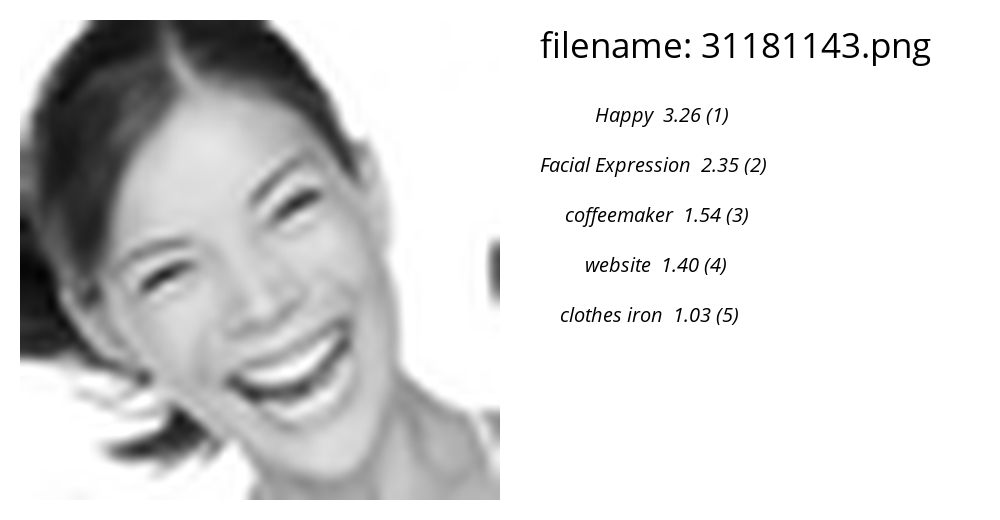 filename: 31181143.png
Happy 3.26 (1)
Facial Expression 2.35 (2)
coffeemaker 1.54 (3)
website 1.40 (4)
clothes iron 1.03 (5)